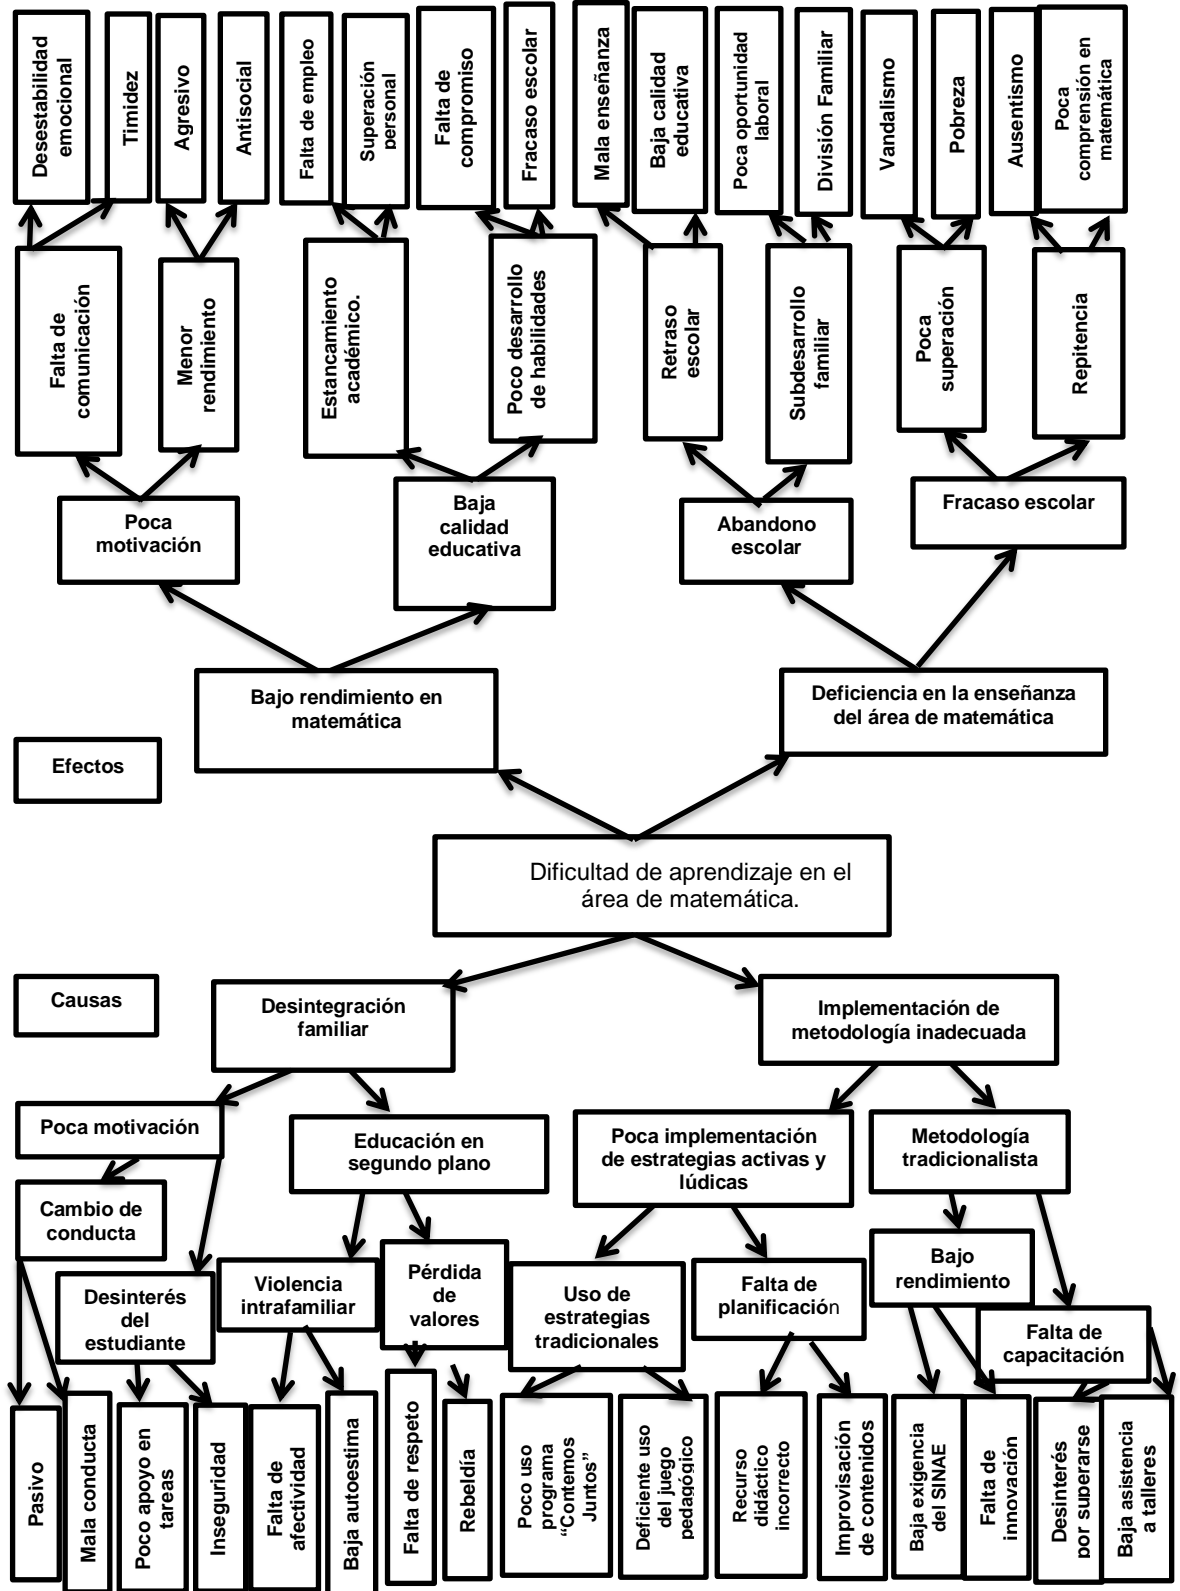 Desestabilidad
emocional
Timidez
Agresivo
Antisocial
Falta de empleo
Superación
personal
Falta de
compromiso
Fracaso escolar
Mala enseñanza
Baja calidad
educativa
Poca oportunidad
laboral
División Familiar
Vandalismo
Pobreza
Ausentismo
Poca
comprensión en
matemática
Falta de
comunicación
Menor
rendimiento
Estancamiento
académico.
Poco desarrollo
de habilidades
Retraso
escolar
Subdesarrollo
familiar
Poca
superación
Repitencia
Poca
motivación
Baja
calidad
educativa
Abandono
escolar
Fracaso escolar
Bajo rendimiento en
matemática
Deficiencia en la enseñanza
del área de matemática
Efectos
Dificultad de aprendizaje en el
área de matemática.
Causas
Desintegración
familiar
Implementación de
metodología inadecuada
Poca motivación
Educación en
segundo plano
Poca implementación
de estrategias activas y
lúdicas
Metodología
tradicionalista
Cambio de
conducta
Desinterés
del
estudiante
Violencia
intrafamiliar
Pérdida
de
valores
Uso de
estrategias
tradicionales
Falta de
planificación
Bajo
rendimiento
Falta de
capacitación
Pasivo
Mala conducta
Poco apoyo en
tareas
Inseguridad
Falta de
afectividad
Baja autoestima
Falta de respeto
Rebeldía
Poco uso
programa
“Contemos
Juntos”
Deficiente uso
del juego
pedagógico
Recurso
didáctico
incorrecto
Improvisación
de contenidos
Baja exigencia
del SINAE
Falta de
innovación
Desinterés
por superarse
Baja asistencia
a talleres